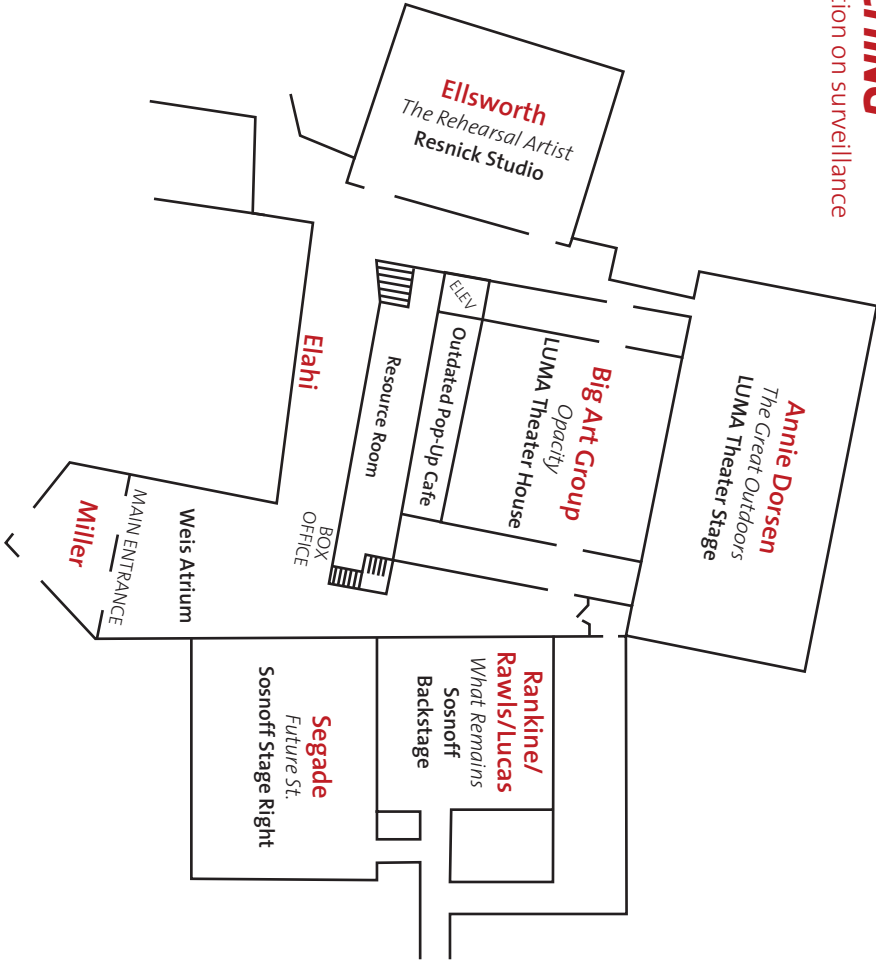 HING
ion on surveillance
Ellsworth
The Rehearsal Artist
Resnick Studio
Annie Dorsen
The Great Outdoors
LUMA Theater Stage
Big Art Group
Opacity
LUMA Theater House
ELEV
Outdated Pop-Up Cafe
Resource Room
Elahi
BOX
OFFICE
Weis Atrium
MAIN ENTRANCE
Miller
Rankine/
Rawls/Lucas
What Remains
Sosnoff
Backstage
Segade
Future St.
Sosnoff Stage Right